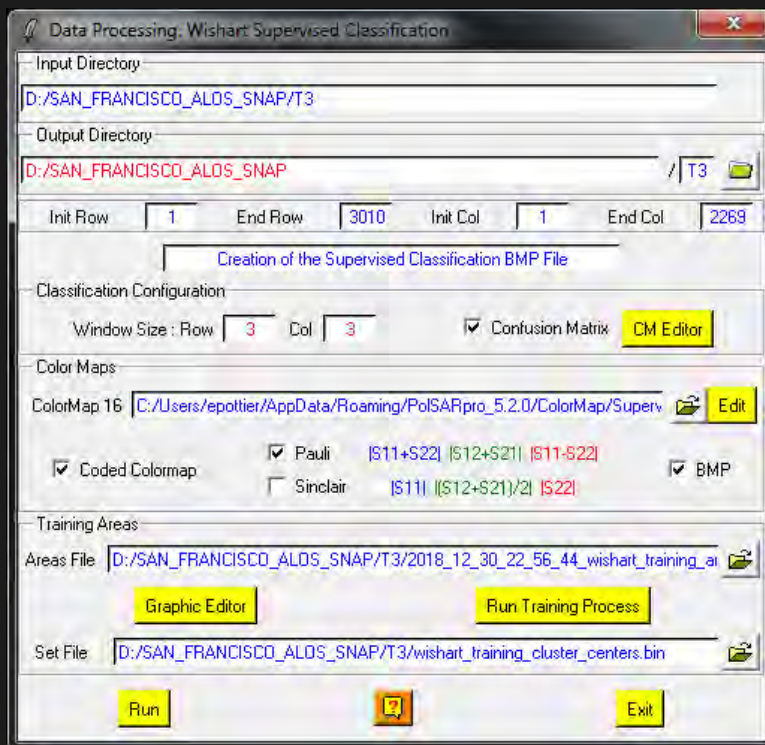 Data Processing: Wishart Supervised Classification
Input Directory
D:/SAN_FRANCISCO_ALOS_SNAP/T3
Output Directory
D:/SAN_FRANCISCO_ALOS_SNAP / T3
Init Row 1 End Row 3010 Init Col 1 End Col 2269
Creation of the Supervised Classification BMP File
Classification Configuration
Window Size : Row 3 Col 3 Confusion Matrix CM Editor
Color Maps
ColorMap 16 C:/Users/epottier/AppData/Roaming/PolSARpro_5.2.0/ColorMap/Superv Edit
Coded Colormap
Pauli |S11+S22| |S12+S21| |S11-S22|
BMP
Sinclair |S11| |(S12+S21)/2| |S22|
Training Areas
Areas File D:/SAN_FRANCISCO_ALOS_SNAP/T3/2018_12_30_22_56_44_wishart_training_ar
Graphic Editor Run Training Process
Set File D:/SAN_FRANCISCO_ALOS_SNAP/T3/wishart_training_cluster_centers.bin
Run ? Exit